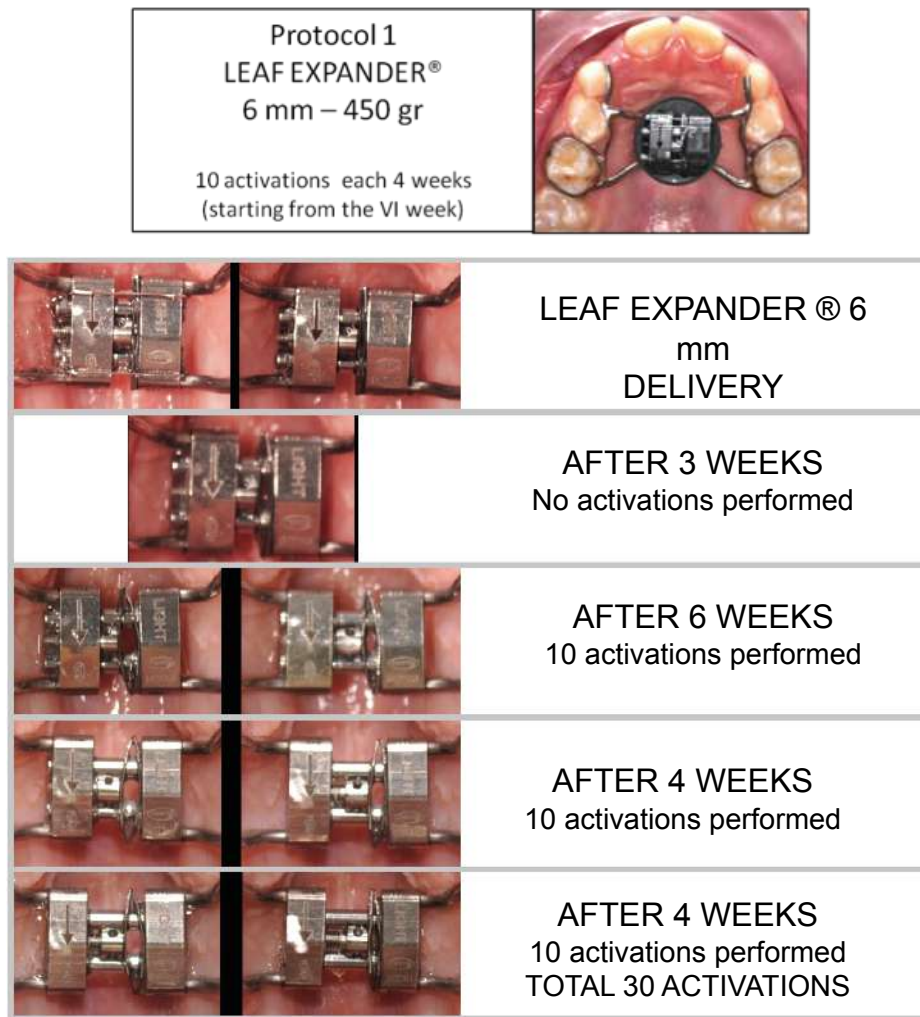 Protocol 1
LEAF EXPANDER®
6 mm – 450 gr
10 activations each 4 weeks
(starting from the VI week)
LEAF EXPANDER ® 6
mm
DELIVERY
LIGHT
AFTER 3 WEEKS
No activations performed
LIGHT
AFTER 6 WEEKS
10 activations performed
AFTER 4 WEEKS
10 activations performed
AFTER 4 WEEKS
10 activations performed
TOTAL 30 ACTIVATIONS